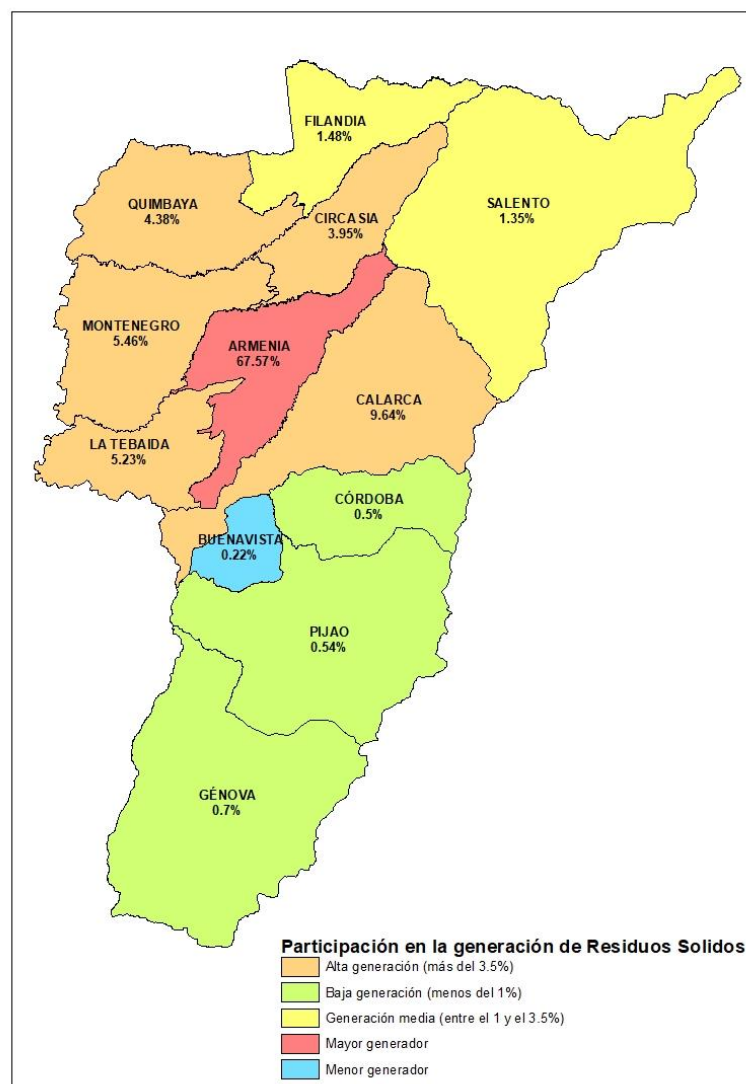 FILANDIA
1.48%
QUIMBAYA
4.38%
CIRCASIA
3.95%
SALENTO
1.35%
MONTENEGRO
5.46%
ARMENIA
67.57%
CALARCA
9.64%
LA TEBAIDA
5.23%
CÓRDOBA
0.5%
BUENAVISTA
0.22%
PIJAO
0.54%
GÉNOVA
0.7%
Participación en la generación de Residuos Solidos
Alta generación (más del 3.5%)
Baja generación (menos del 1%)
Generación media (entre el 1 y el 3.5%)
Mayor generador
Menor generador